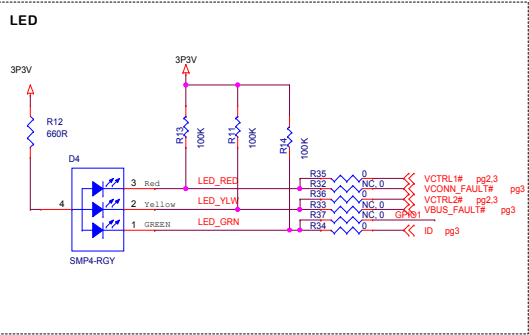 LED
3P3V
3P3V
R12
660R
R13
100K
R11
100K
R14
100K
D4
3 Red LED_RED
4
2 Yellow LED_YLW
1 GREEN LED_GRN
SMP4-RGY
R35 0 VCTRL1# pg2,3
R32 NC, 0 VCONN_FAULT# pg3
R36 0 VCTRL2# pg2,3
R33 NC, 0 VBUS_FAULT# pg3
R37 NC, 0 GPIO1
R34 0 ID pg3